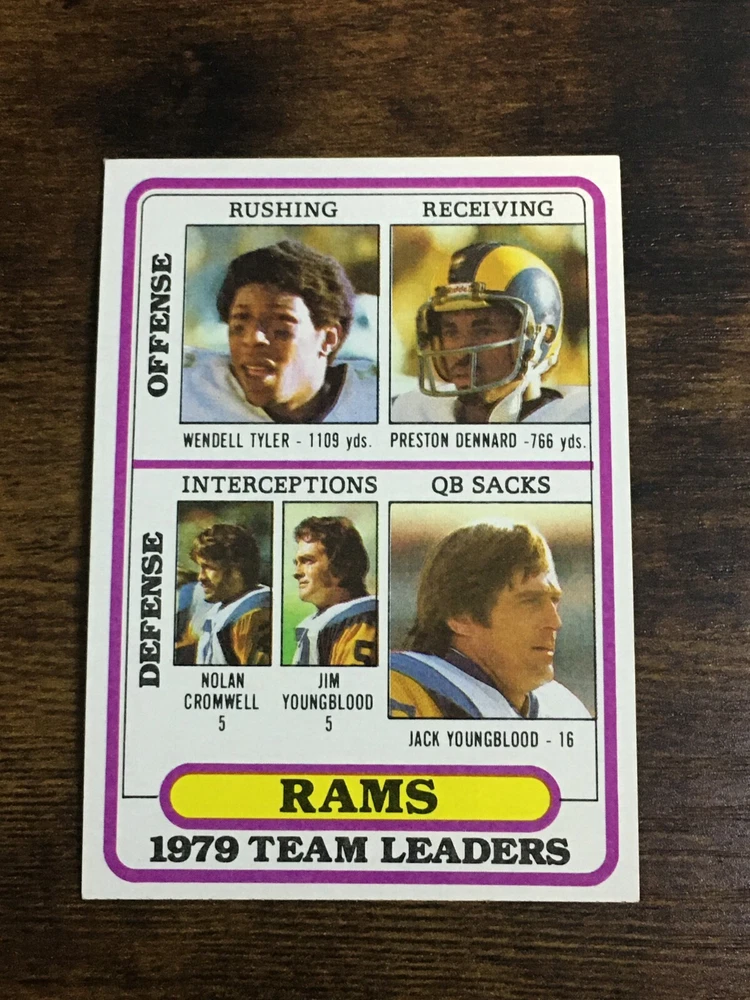 OFFENSE
RUSHING
RECEIVING
WENDELL TYLER - 1109 yds.
PRESTON DENNARD -766 yds.
DEFENSE
INTERCEPTIONS
QB SACKS
NOLAN
CROMWELL
5
JIM
YOUNGBLOOD
5
JACK YOUNGBLOOD - 16
RAMS
1979 TEAM LEADERS